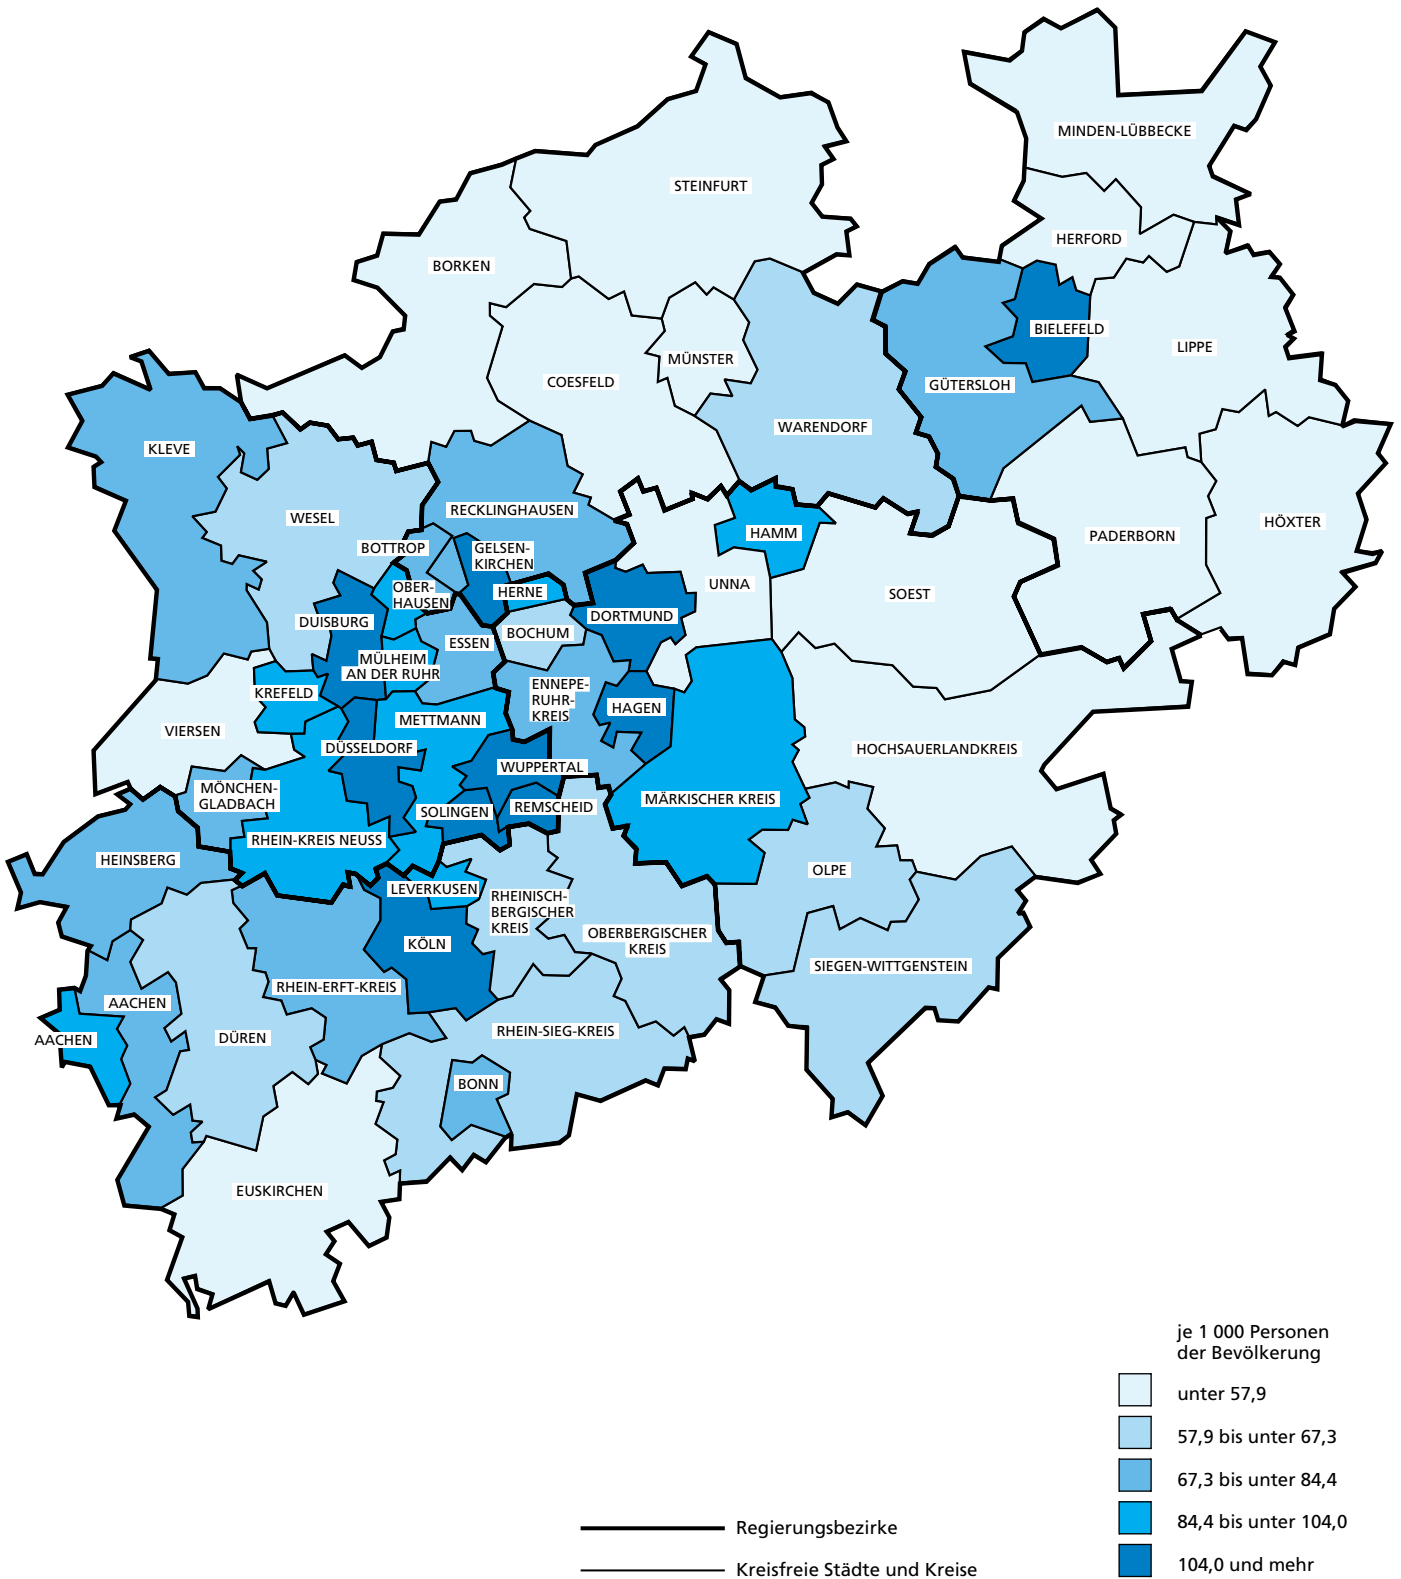 MINDEN-LÜBBECKE
STEINFURT
HERFORD
BORKEN
BIELEFELD
LIPPE
MÜNSTER
COESFELD
GÜTERSLOH
WARENDORF
KLEVE
RECKLINGHAUSEN
WESEL
HÖXTER
HAMM
PADERBORN
BOTTROP
GELSEN-
KIRCHEN
UNNA
OBER-
HAUSEN
HERNE
SOEST
DORTMUND
DUISBURG
BOCHUM
ESSEN
MÜLHEIM
AN DER RUHR
KREFELD
ENNEPE-
RUHR-
KREIS
HAGEN
METTMANN
VIERSEN
DÜSSELDORF
HOCHSAUERLANDKREIS
WUPPERTAL
MÖNCHEN-
GLADBACH
MÄRKISCHER KREIS
REMSCHEID
SOLINGEN
RHEIN-KREIS NEUSS
HEINSBERG
OLPE
LEVERKUSEN
RHEINISCH-
BERGISCHER
KREIS
OBERBERGISCHER
KREIS
KÖLN
SIEGEN-WITTGENSTEIN
RHEIN-ERFT-KREIS
AACHEN
RHEIN-SIEG-KREIS
DÜREN
AACHEN
BONN
EUSKIRCHEN
je 1 000 Personen
der Bevölkerung
unter 57,9
57,9 bis unter 67,3
67,3 bis unter 84,4
84,4 bis unter 104,0
104,0 und mehr
Regierungsbezirke
Kreisfreie Städte und Kreise